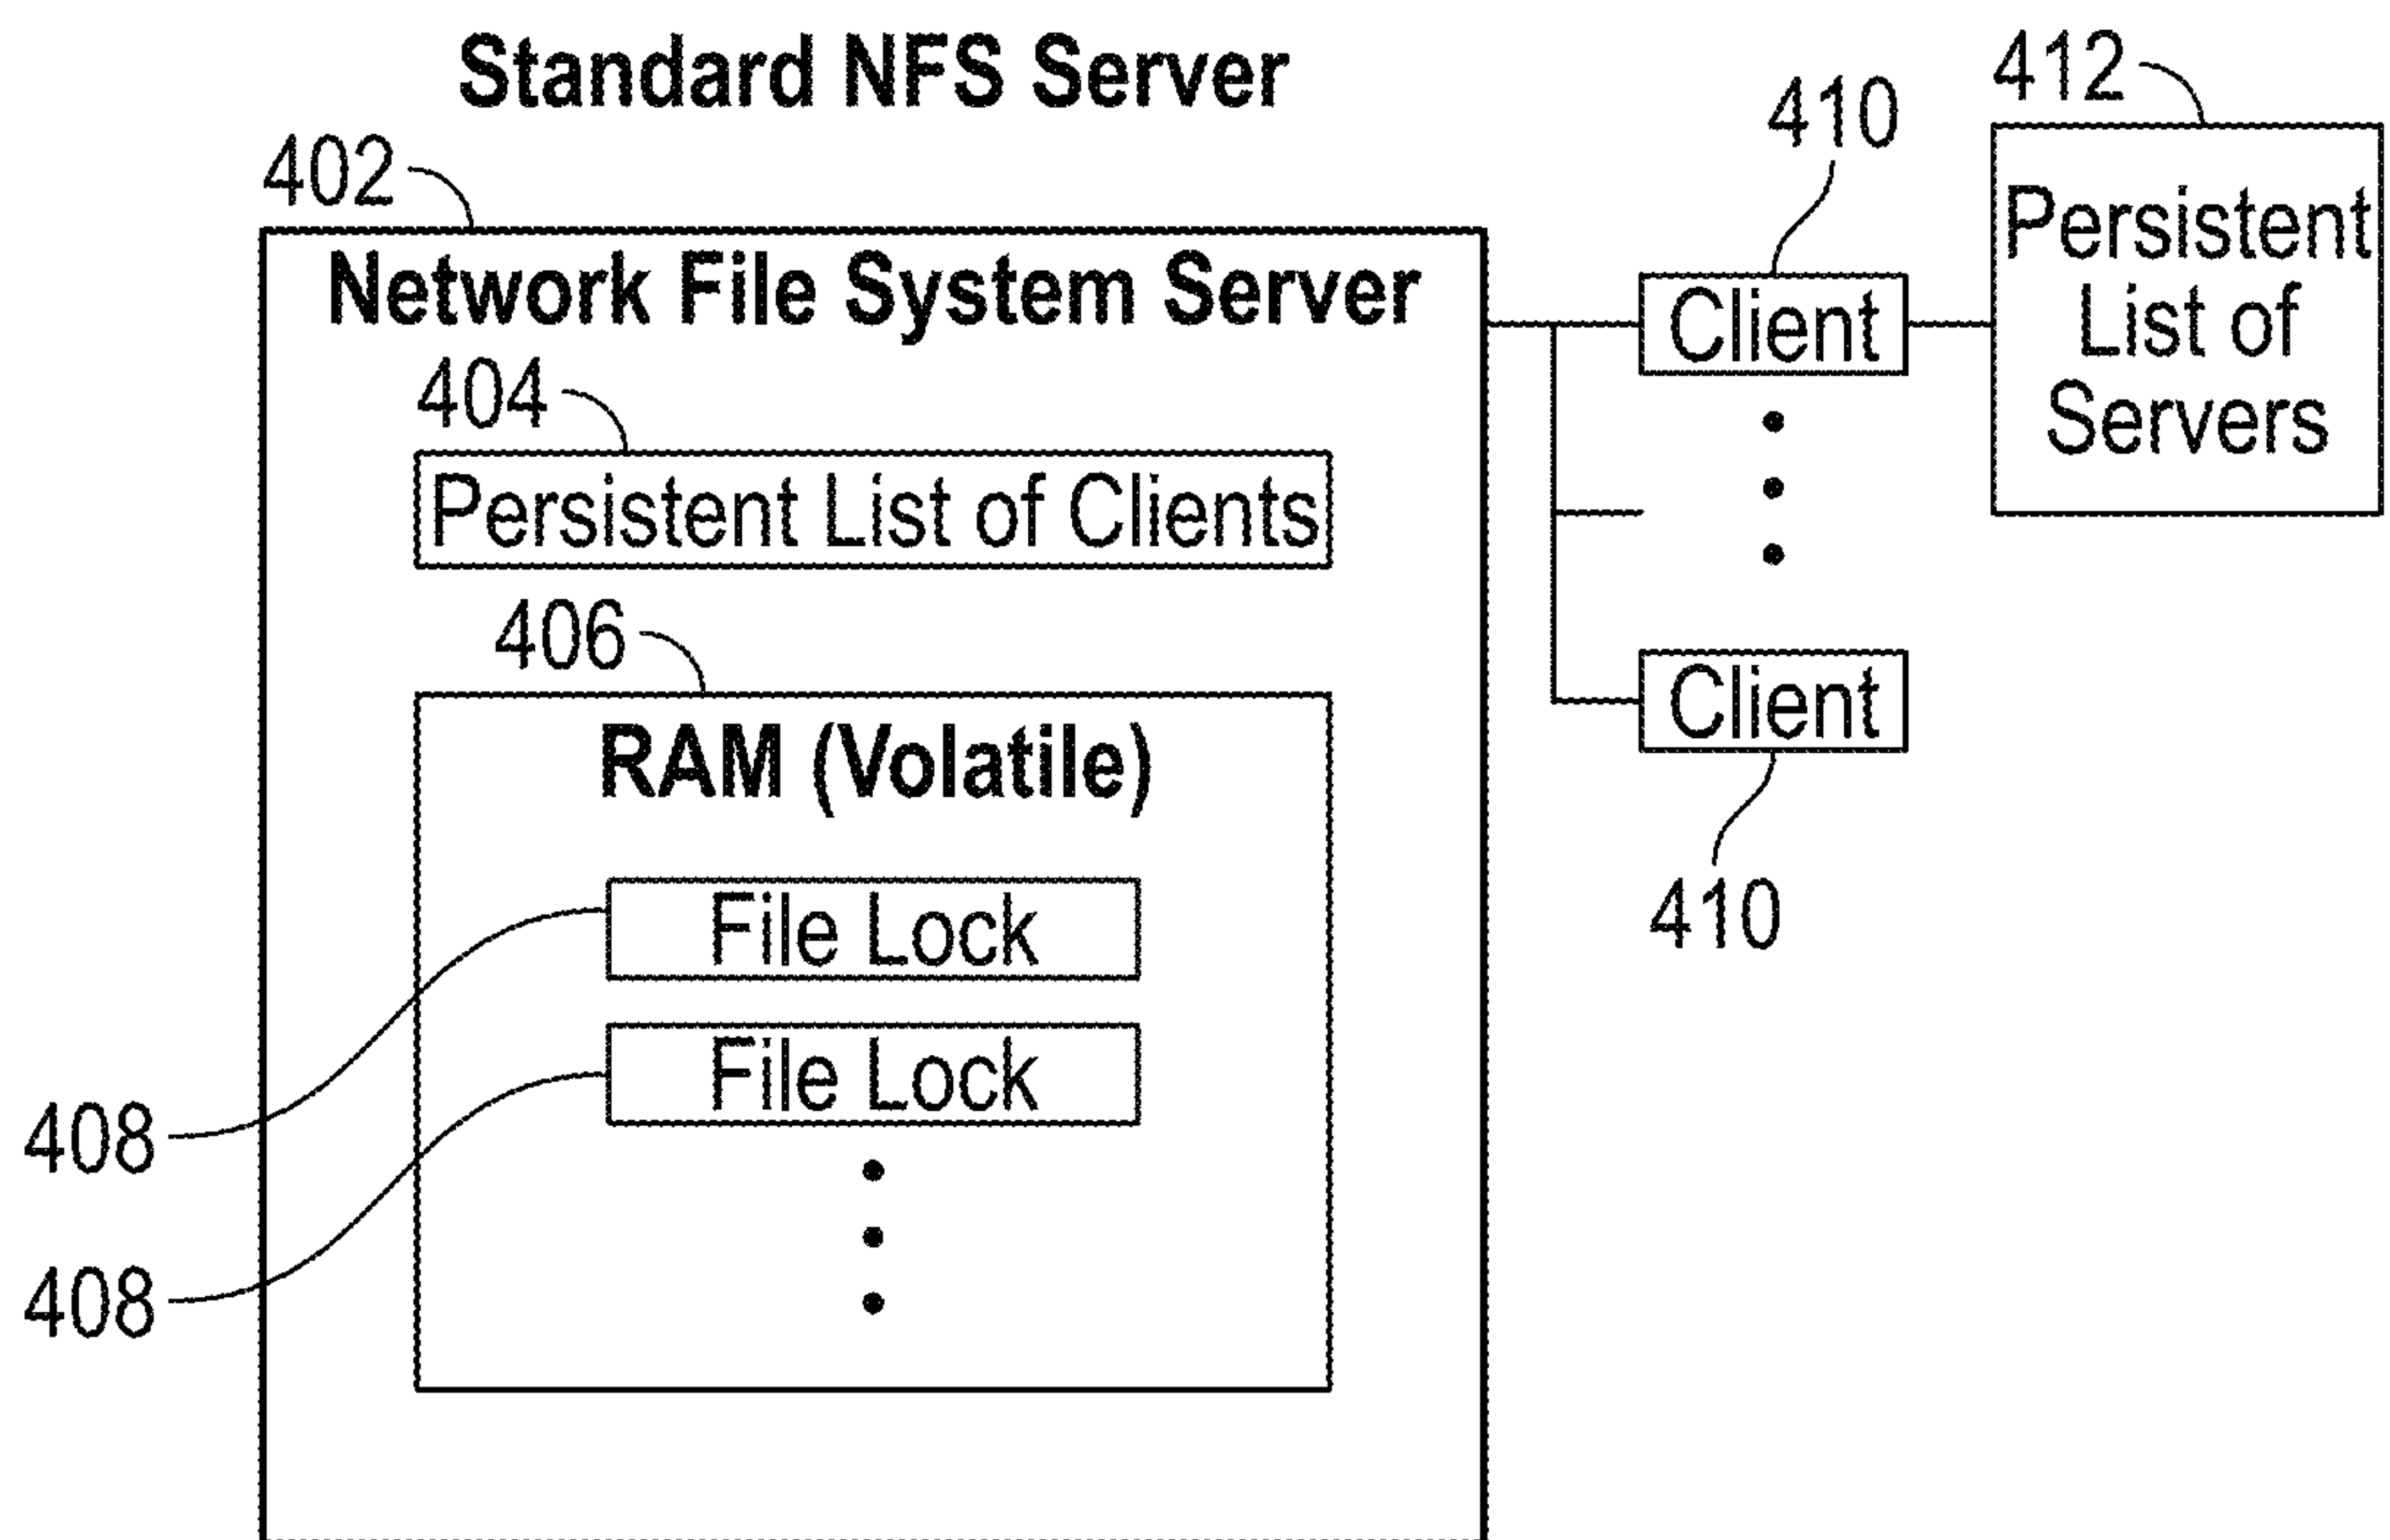 Standard NFS Server
402
Network File System Server
404
Persistent List of Clients
406
RAM (Volatile)
File Lock
File Lock
408
408
410
Client
Client
410
412
Persistent
List of
Servers